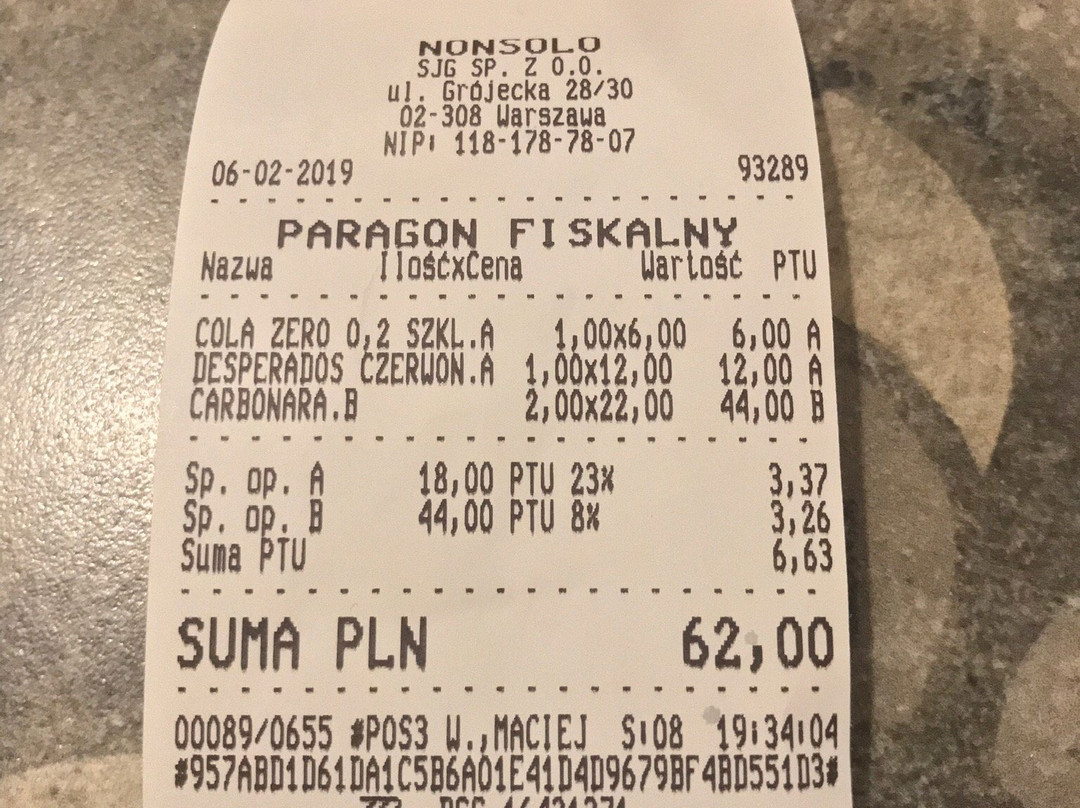 NONSOLO
SJG SP. Z O.O.
ul. Grójecka 28/30
02-308 Warszawa
NIP: 118-178-78-07
06-02-2019 93289
PARAGON FISKALNY
Nazwa IlośćxCena Wartość PTU
COLA ZERO 0,2 SZKL.A 1,00x6,00 6,00 A
DESPERADOS CZERWON.A 1,00x12,00 12,00 A
CARBONARA.B 2,00x22,00 44,00 B
Sp. op. A 18,00 PTU 23% 3,37
Sp. op. B 44,00 PTU 8% 3,26
Suma PTU 6,63
SUMA PLN 62,00
00089/0655 #POS3 W.,MACIEJ S:08 19:34:04
#957ABD1D61DA1C5B6A01E41D4D9679BF4BD551D3#